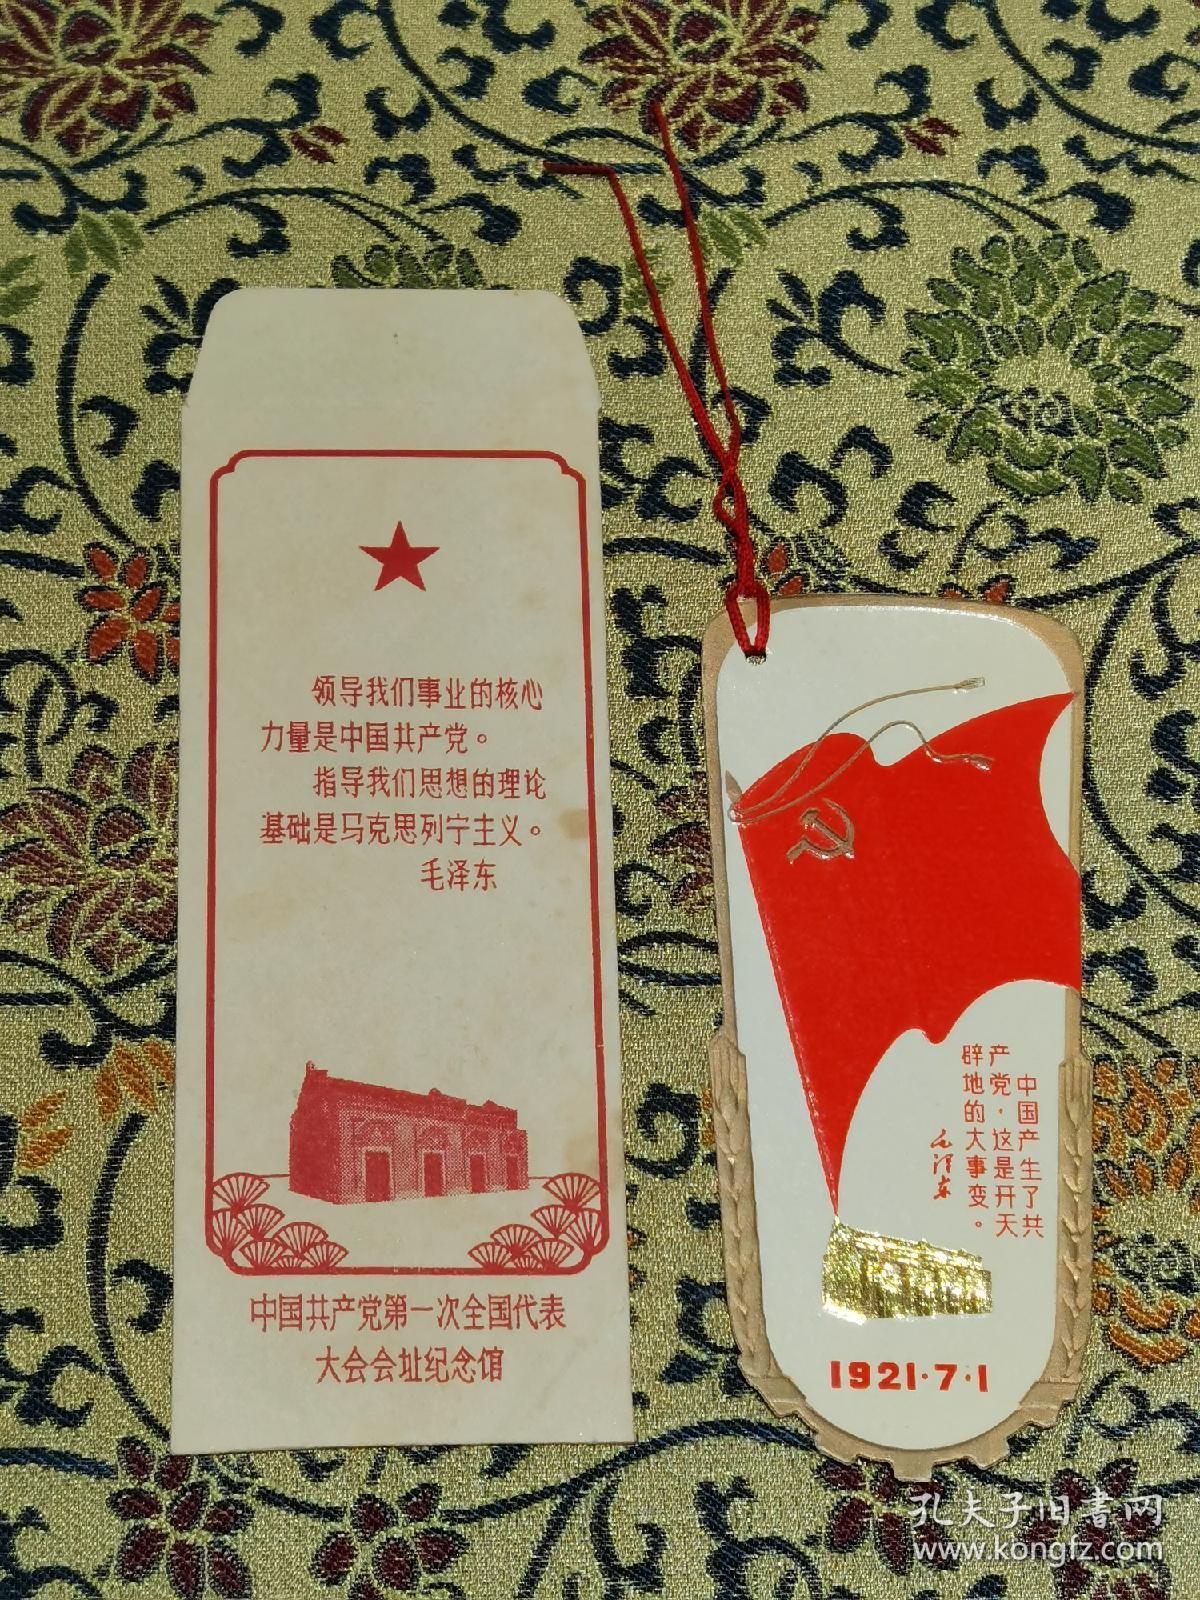 领导我们事业的核心
力量是中国共产党。
指导我们思想的理论
基础是马克思列宁主义。
毛泽东
中国共产党第一次全国代表
大会会址纪念馆
中国产生了共
产党，这是开天
辟地的大事变。
毛泽东
1921·7·1
孔夫子旧书网
www.kongfz.com